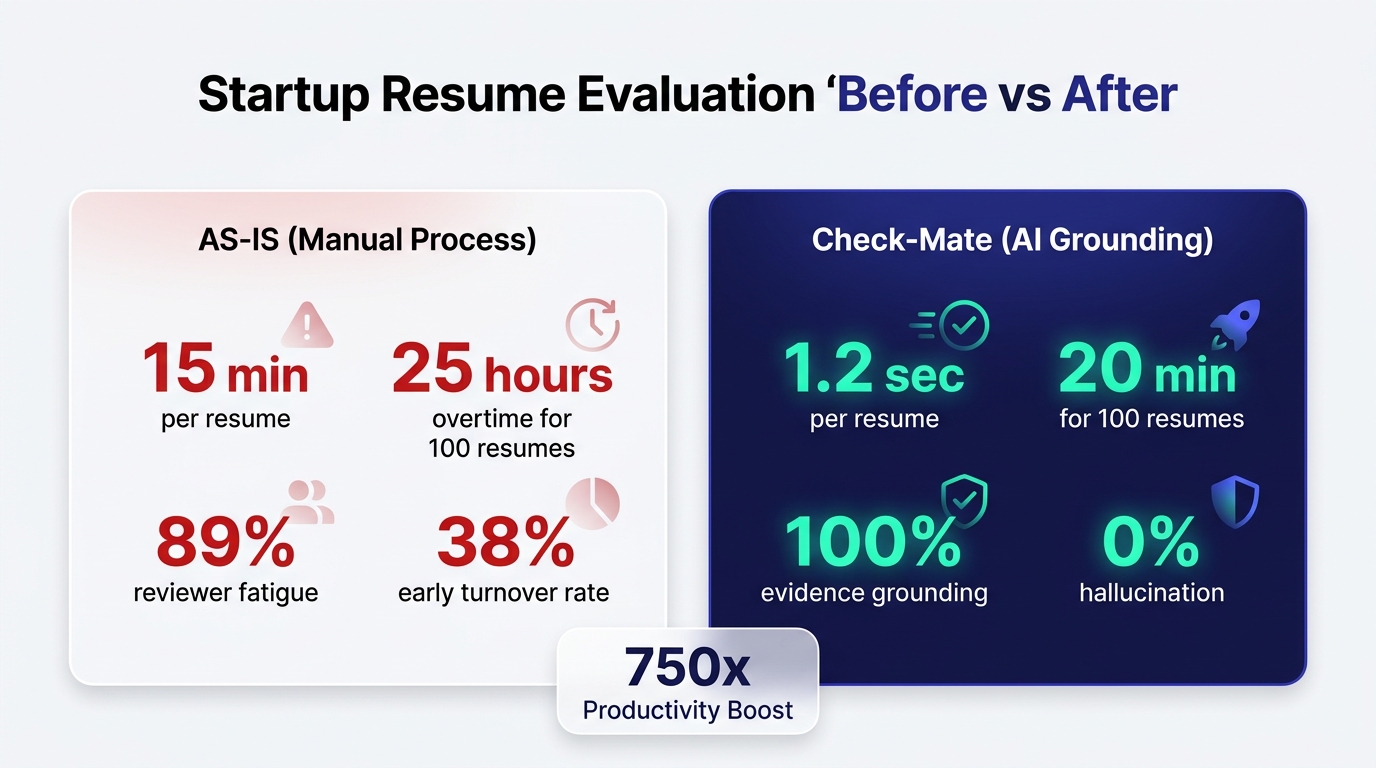 Startup Resume Evaluation ‘Before vs After
AS-IS (Manual Process)
15 min
per resume
25 hours
overtime for
100 resumes
89%
reviewer fatigue
38%
early turnover rate
Check-Mate (AI Grounding)
1.2 sec
per resume
20 min
for 100 resumes
100%
evidence grounding
0%
hallucination
750x
Productivity Boost